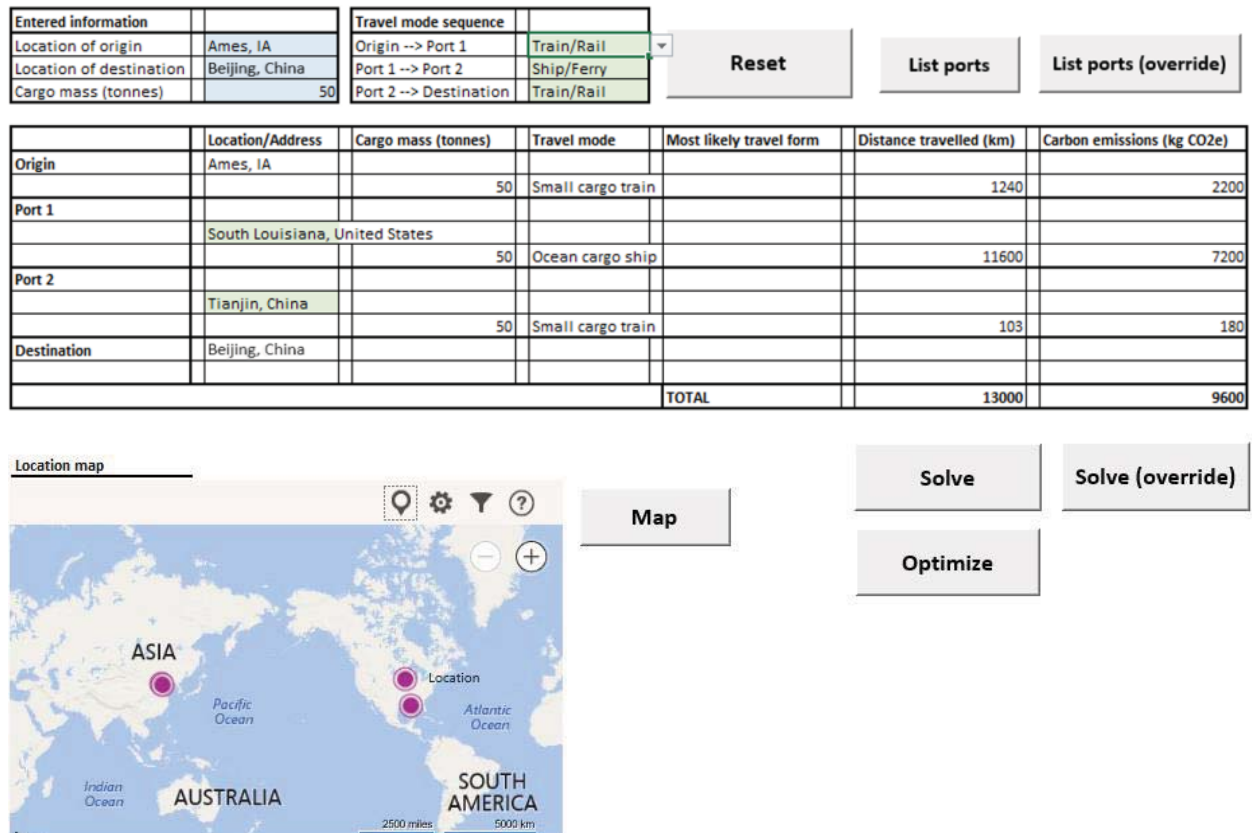 Entered information Travel mode sequence
Location of origin Ames, IA Origin --> Port 1 Train/Rail
Location of destination Beijing, China Port 1 --> Port 2 Ship/Ferry
Cargo mass (tonnes) 50 Port 2 --> Destination Train/Rail
Reset List ports List ports (override)
Location/Address Cargo mass (tonnes) Travel mode Most likely travel form Distance travelled (km) Carbon emissions (kg CO2e)
Origin Ames, IA
50 Small cargo train 1240 2200
Port 1
South Louisiana, United States
50 Ocean cargo ship 11600 7200
Port 2
Tianjin, China
50 Small cargo train 103 180
Destination Beijing, China
TOTAL 13000 9600
Location map
Solve Solve (override)
Map
Optimize
ASIA
Location
Pacific
Ocean
Atlantic
Ocean
Indian
Ocean
AUSTRALIA
SOUTH
AMERICA
2500 miles 5000 km